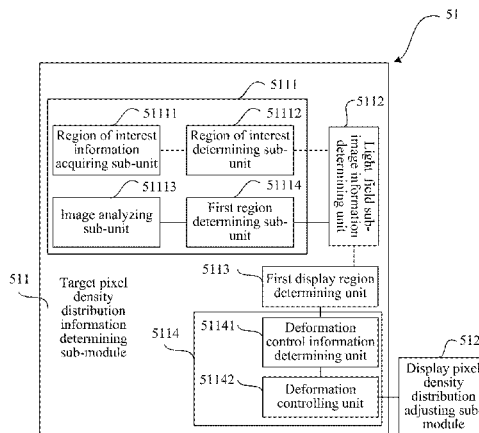 51
5111
51111
51112
5112
Region of interest
information
acquiring sub-unit
Region of interest
determining sub-
unit
Light field sub-
image information
determining unit
51113
51114
Image analyzing
sub-unit
First region
determining sub-
unit
5113
First display region
determining unit
511
Target pixel
density
distribution
information
determining
sub-module
5114
51141
Deformation
control information
determining unit
51142
Deformation
controlling unit
512
Display pixel
density
distribution
adjusting sub-
module